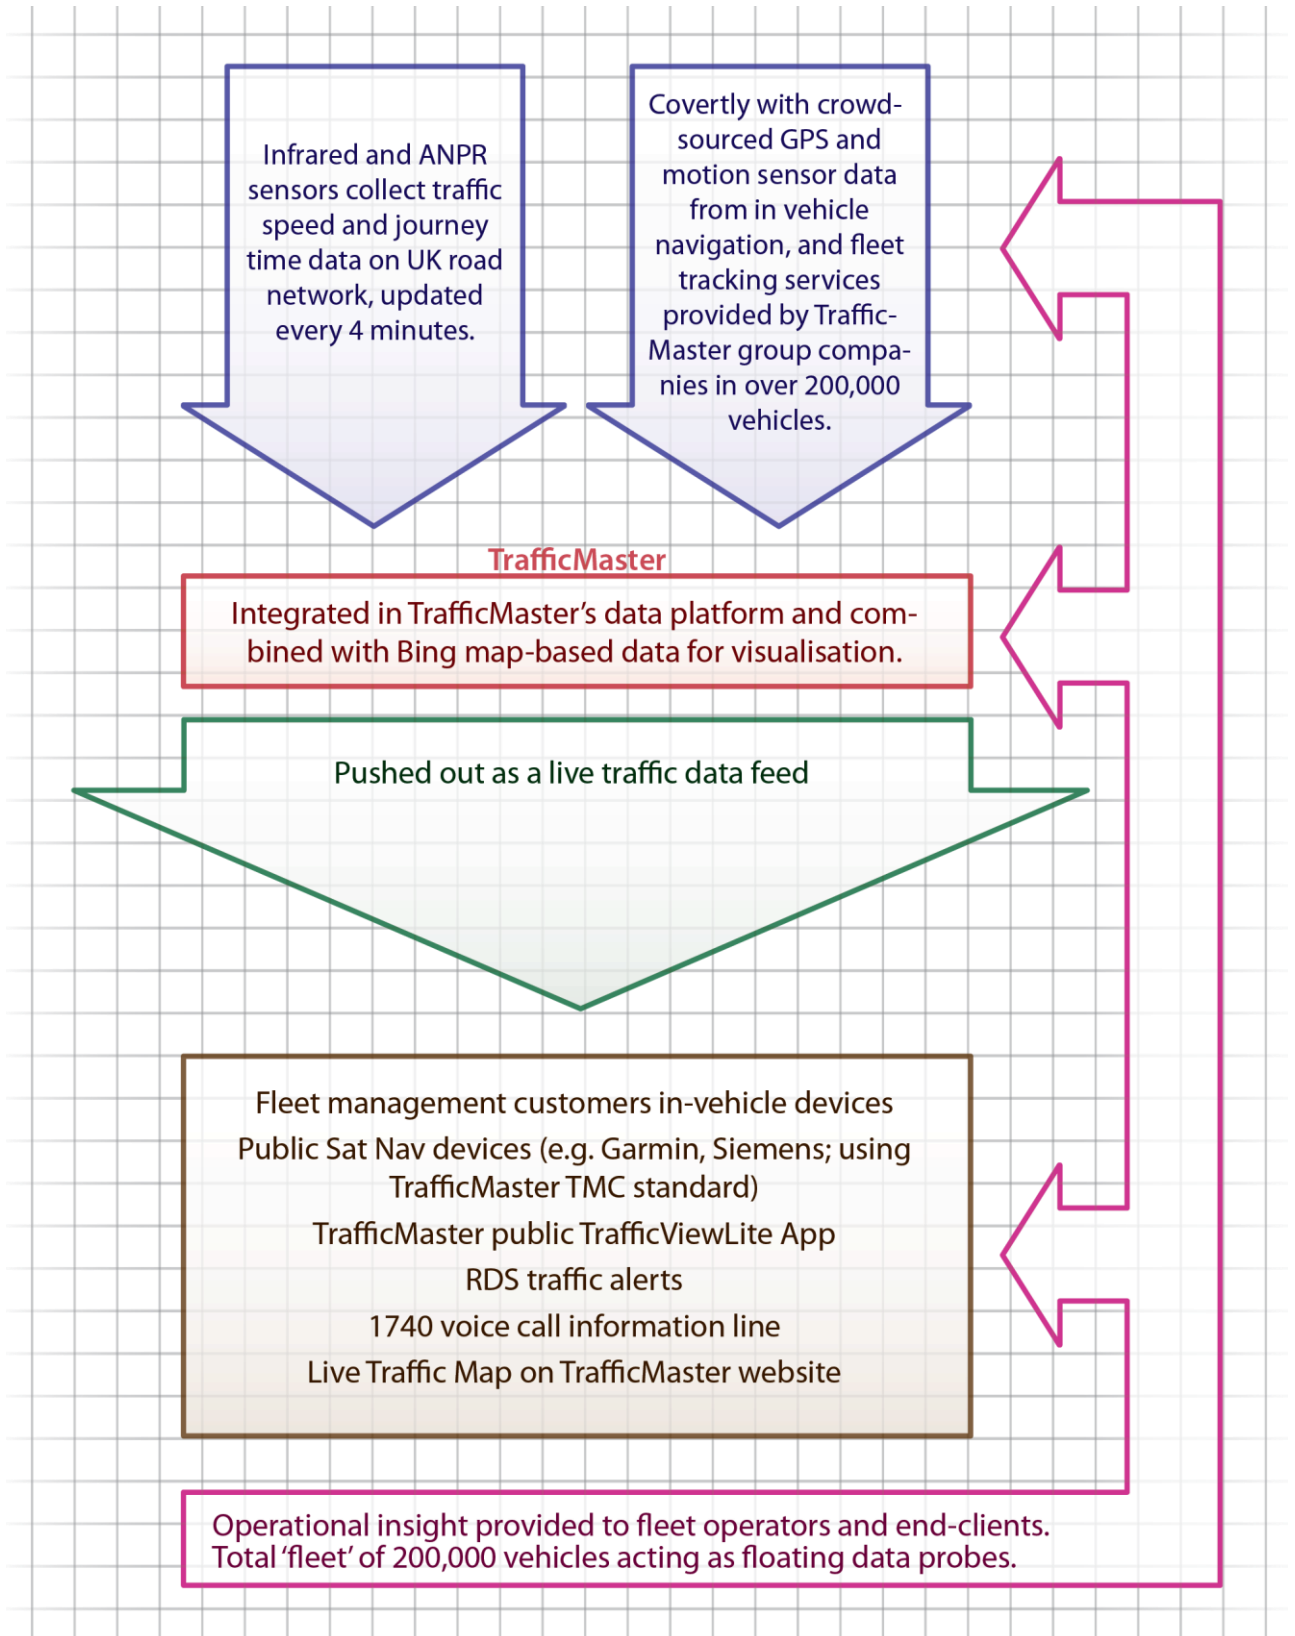 Infrared and ANPR
sensors collect traffic
speed and journey
time data on UK road
network, updated
every 4 minutes.
Covertly with crowd-
sourced GPS and
motion sensor data
from in vehicle
navigation, and fleet
tracking services
provided by Traffic-
Master group compa-
nies in over 200,000
vehicles.
TrafficMaster
Integrated in TrafficMaster’s data platform and com-
bined with Bing map-based data for visualisation.
Pushed out as a live traffic data feed
Fleet management customers in-vehicle devices
Public Sat Nav devices (e.g. Garmin, Siemens; using
TrafficMaster TMC standard)
TrafficMaster public TrafficViewLite App
RDS traffic alerts
1740 voice call information line
Live Traffic Map on TrafficMaster website
Operational insight provided to fleet operators and end-clients.
Total ‘fleet’ of 200,000 vehicles acting as floating data probes.